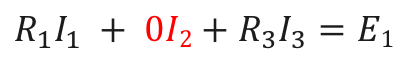 R₁I₁ + 0I₂ + R₃I₃ = E₁